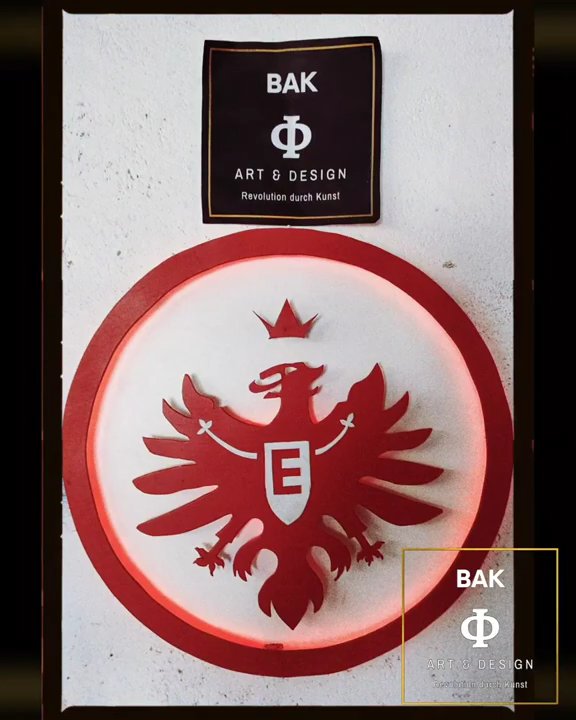 BAK
Φ
ART & DESIGN
Revolution durch Kunst
E
BAK
Φ
ART & DESIGN
Revolution durch Kunst